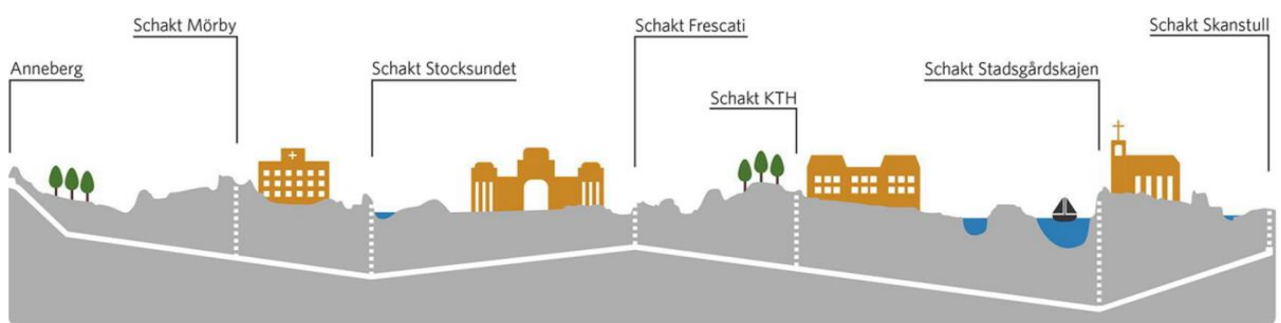 Anneberg
Schakt Mörby
Schakt Stocksundet
Schakt Frescati
Schakt KTH
Schakt Stadsgårdskajen
Schakt Skanstull